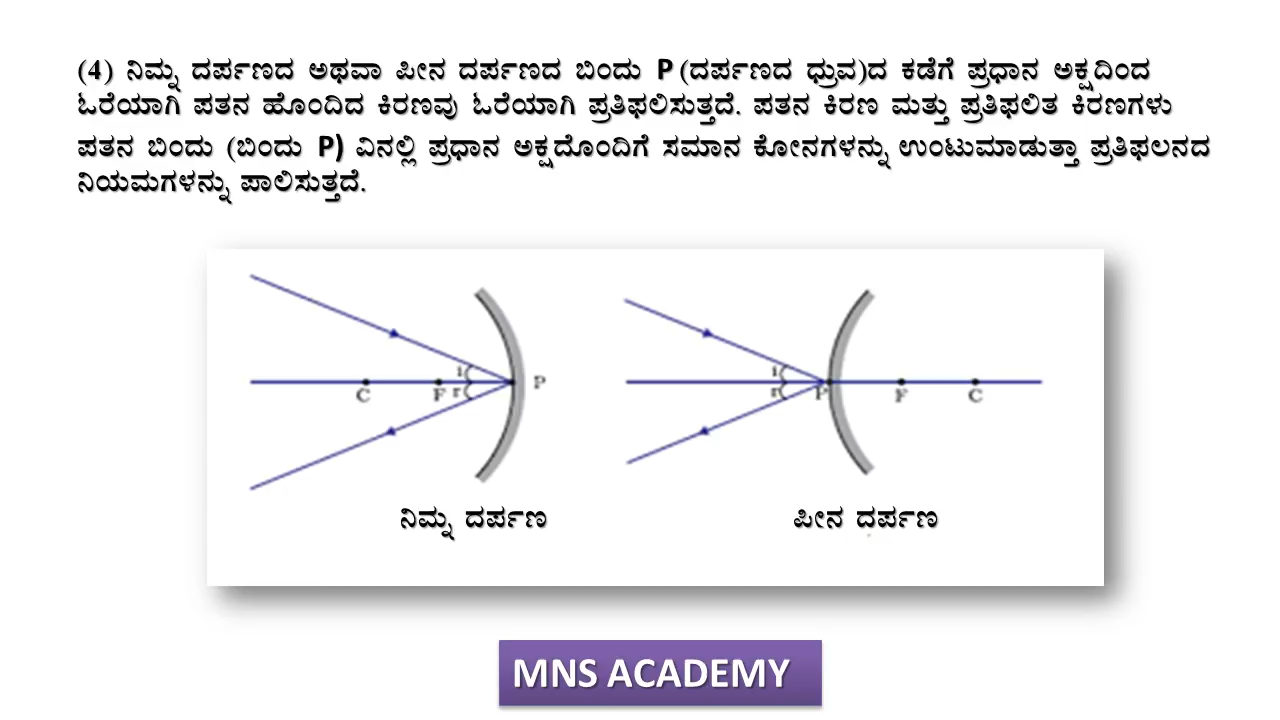 (4) ನಿಮ್ನ ದರ್ಪಣದ ಅಥವಾ ಪೀನ ದರ್ಪಣದ ಬಿಂದು P (ದರ್ಪಣದ ಧ್ರುವ)ದ ಕಡೆಗೆ ಪ್ರಧಾನ ಅಕ್ಷದಿಂದ
ಓರೆಯಾಗಿ ಪತನ ಹೊಂದಿದ ಕಿರಣವು ಓರೆಯಾಗಿ ಪ್ರತಿಫಲಿಸುತ್ತದೆ. ಪತನ ಕಿರಣ ಮತ್ತು ಪ್ರತಿಫಲಿತ ಕಿರಣಗಳು
ಪತನ ಬಿಂದು (ಬಿಂದು P) ವಿನಲ್ಲಿ ಪ್ರಧಾನ ಅಕ್ಷದೊಂದಿಗೆ ಸಮಾನ ಕೋನಗಳನ್ನು ಉಂಟುಮಾಡುತ್ತಾ ಪ್ರತಿಫಲನದ
ನಿಯಮಗಳನ್ನು ಪಾಲಿಸುತ್ತದೆ.
i
C F r P
i
r P F C
ನಿಮ್ನ ದರ್ಪಣ
ಪೀನ ದರ್ಪಣ
MNS ACADEMY